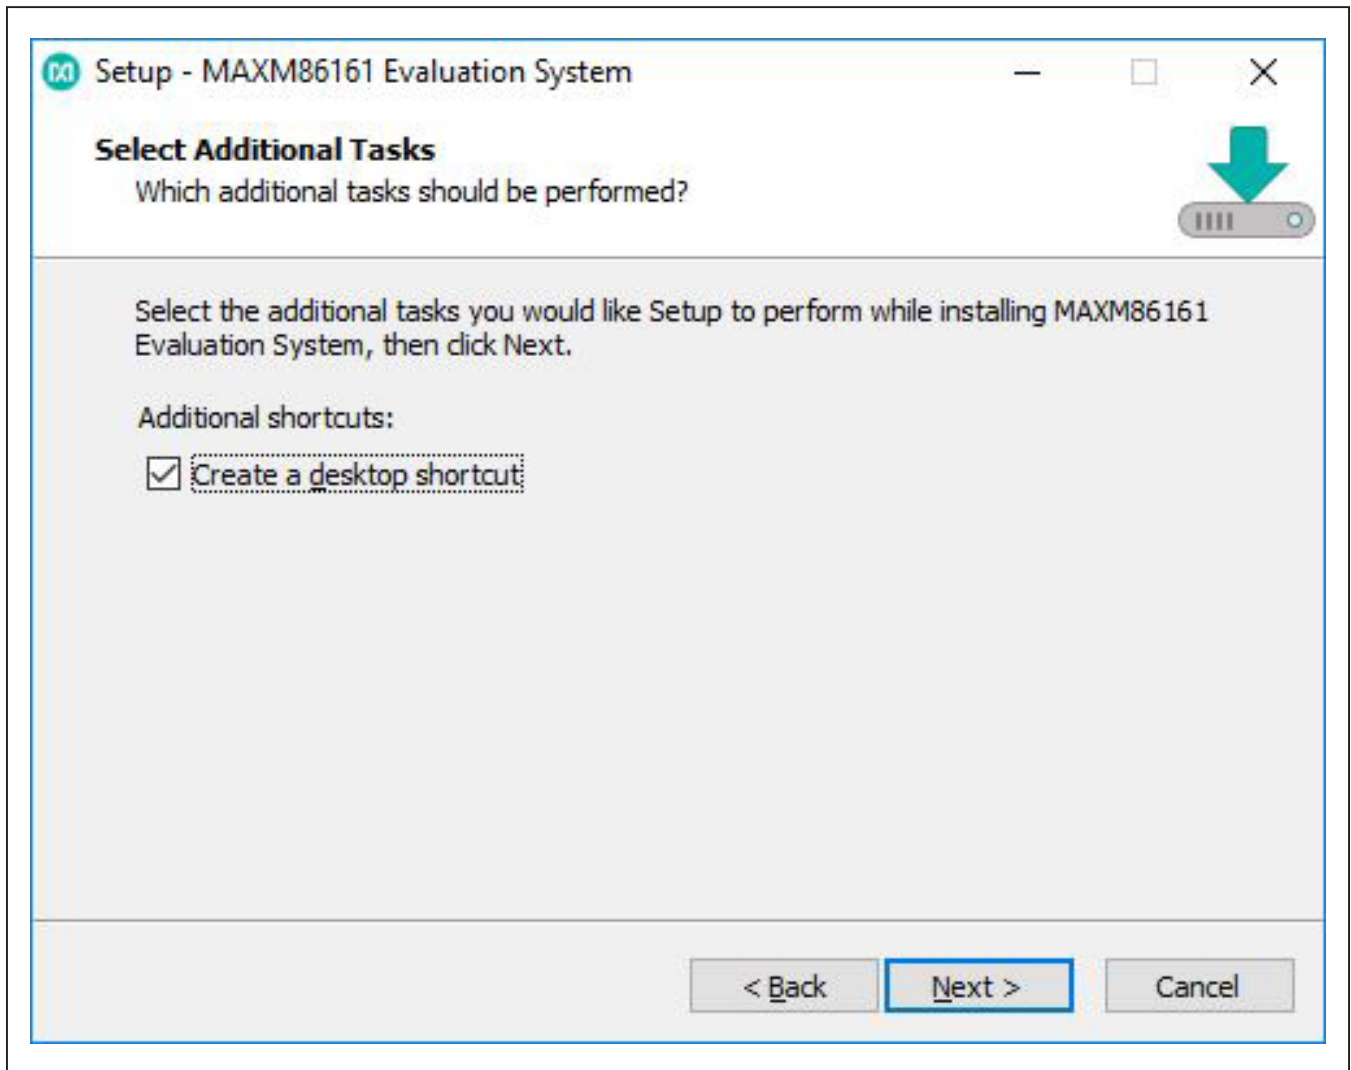 Setup - MAXM86161 Evaluation System
Select Additional Tasks
Which additional tasks should be performed?
Select the additional tasks you would like Setup to perform while installing MAXM86161
Evaluation System, then click Next.
Additional shortcuts:
Create a desktop shortcut
< Back Next > Cancel